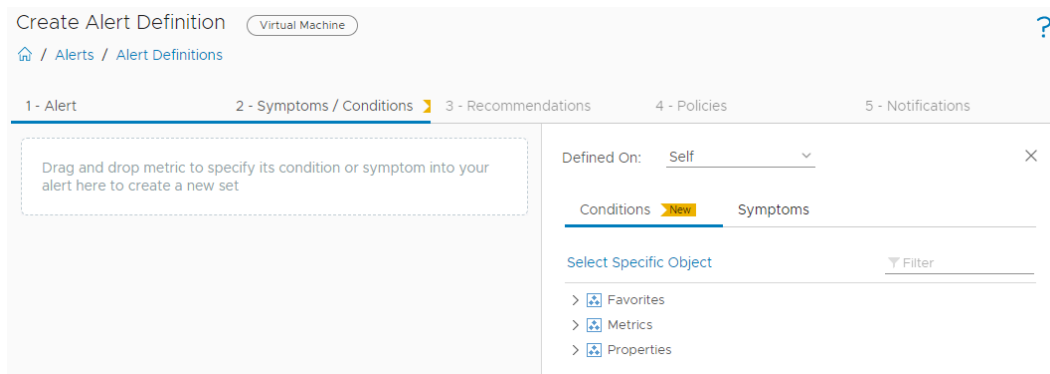 Create Alert Definition Virtual Machine ?
/ Alerts / Alert Definitions
1 - Alert 2 - Symptoms / Conditions 3 - Recommendations 4 - Policies 5 - Notifications
Drag and drop metric to specify its condition or symptom into your
alert here to create a new set
Defined On: Self
Conditions New Symptoms
Select Specific Object Filter
Favorites
Metrics
Properties